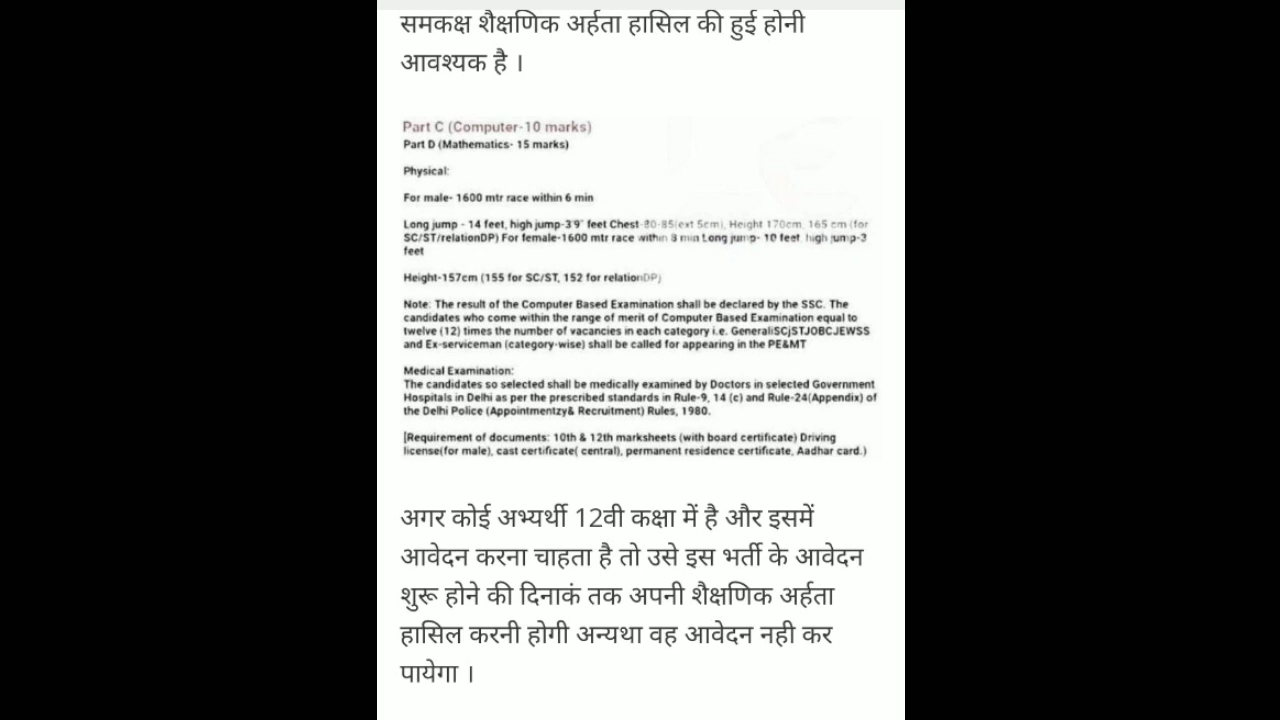 समकक्ष शैक्षणिक अर्हता हासिल की हुई होनी
आवश्यक है ।
Part C (Computer-10 marks)
Part D (Mathematics- 15 marks)
Physical:
For male- 1600 mtr race within 6 min
Long jump - 14 feet, high jump-3'9" feet Chest-80-85(ext 5cm), Height 170cm, 165 cm (for
SC/ST/relationDP) For female-1600 mtr race within 8 min Long jump- 10 feet, high jump-3
feet
Height-157cm (155 for SC/ST, 152 for relationDP)
Note: The result of the Computer Based Examination shall be declared by the SSC. The
candidates who come within the range of merit of Computer Based Examination equal to
twelve (12) times the number of vacancies in each category i.e. GeneraliSCjSTJOBCJEWSS
and Ex-serviceman (category-wise) shall be called for appearing in the PE&MT
Medical Examination:
The candidates so selected shall be medically examined by Doctors in selected Government
Hospitals in Delhi as per the prescribed standards in Rule-9, 14 (c) and Rule-24(Appendix) of
the Delhi Police (Appointmentzy& Recruitment) Rules, 1980.
[Requirement of documents: 10th & 12th marksheets (with board certificate) Driving
license(for male), cast certificate( central), permanent residence certificate, Aadhar card.)
अगर कोई अभ्यर्थी 12वी कक्षा में है और इसमें
आवेदन करना चाहता है तो उसे इस भर्ती के आवेदन
शुरू होने की दिनाकं तक अपनी शैक्षणिक अर्हता
हासिल करनी होगी अन्यथा वह आवेदन नही कर
पायेगा ।